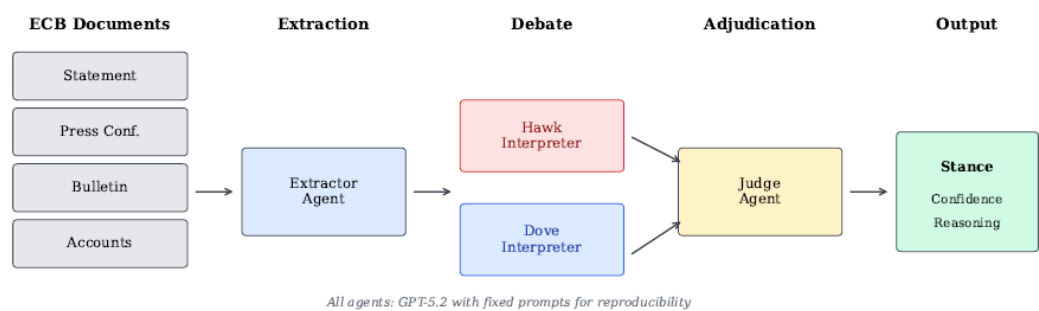 ECB Documents
Extraction
Debate
Adjudication
Output
Statement
Press Conf.
Bulletin
Accounts
Extractor
Agent
Hawk
Interpreter
Dove
Interpreter
Judge
Agent
Stance
Confidence
Reasoning
All agents: GPT-5.2 with fixed prompts for reproducibility